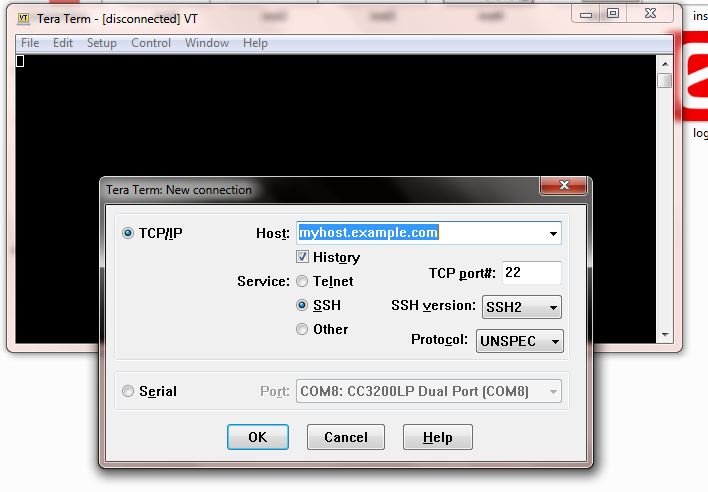 Tera Term - [disconnected] VT
File Edit Setup Control Window Help
ins
log
Tera Term: New connection
TCP/IP
Host: myhost.example.com
History
Service: Telnet
TCP port#: 22
SSH
SSH version: SSH2
Other
Protocol: UNSPEC
Serial
Port: COM8: CC3200LP Dual Port (COM8)
OK Cancel Help